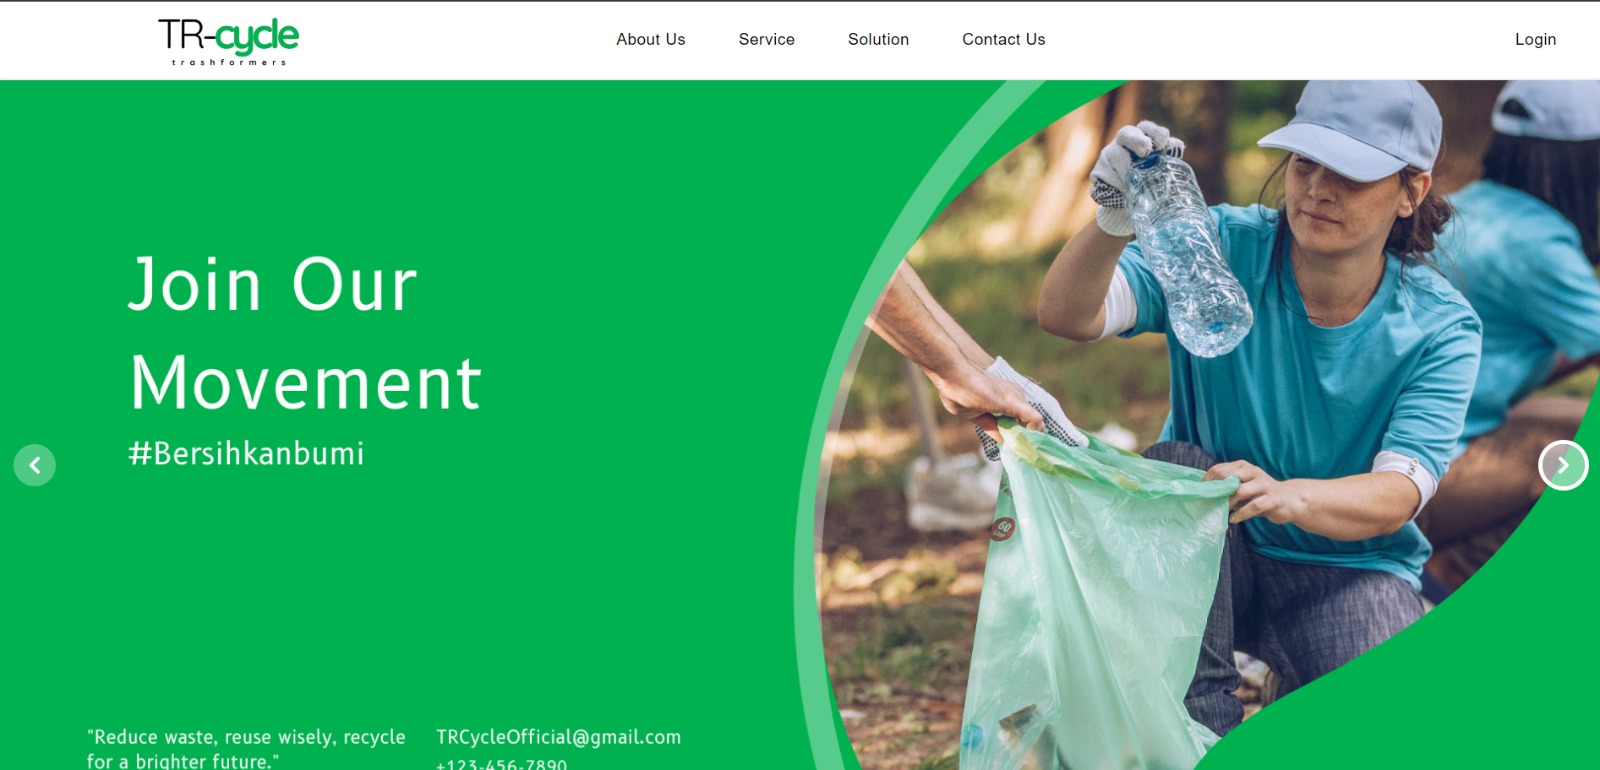 TR-cycle
trashformers
About Us
Service
Solution
Contact Us
Login
Join Our
Movement
#Bersihkanbumi
"Reduce waste, reuse wisely, recycle
for a brighter future."
TRCycleOfficial@gmail.com
+123-456-7890
60